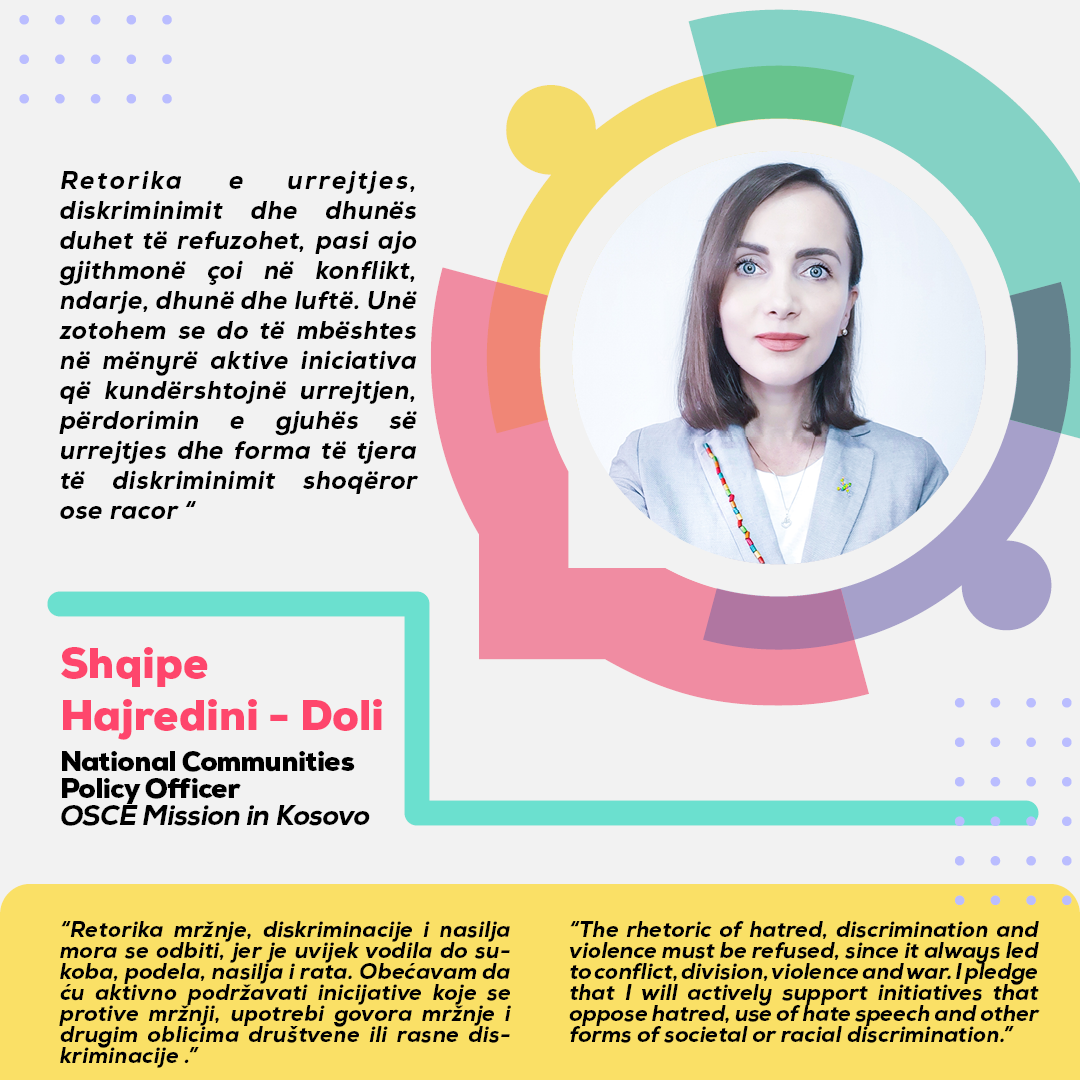 Retorika e urrejtjes,
diskriminimit dhe dhunës
duhet të refuzohet, pasi ajo
gjithmonë çoi në konflikt,
ndarje, dhunë dhe luftë. Unë
zotohem se do të mbështes
në mënyrë aktive iniciativa
që kundërshtojnë urrejtjen,
përdorimin e gjuhës së
urrejtjes dhe forma të tjera
të diskriminimit shoqëror
ose racor “
Shqipe
Hajredini - Doli
National Communities
Policy Officer
OSCE Mission in Kosovo
“Retorika mržnje, diskriminacije i nasilja
mora se odbiti, jer je uvijek vodila do su-
koba, podela, nasilja i rata. Obećavam da
ću aktivno podržavati inicijative koje se
protive mržnji, upotrebi govora mržnje i
drugim oblicima društvene ili rasne dis-
kriminacije .”
“The rhetoric of hatred, discrimination and
violence must be refused, since it always led
to conflict, division, violence and war. I pledge
that I will actively support initiatives that
oppose hatred, use of hate speech and other
forms of societal or racial discrimination.”